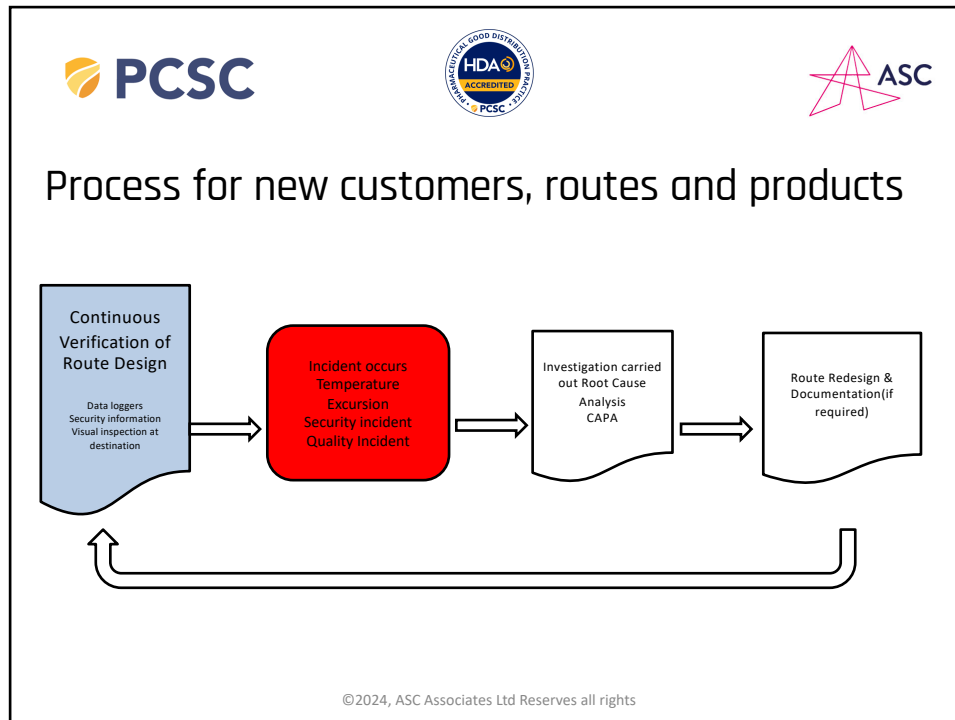 PCSC
PHARMACEUTICAL GOOD DISTRIBUTION PRACTICE
HDA
ACCREDITED
PCSC
ASC
Process for new customers, routes and products
Continuous
Verification of
Route Design
Data loggers
Security information
Visual inspection at
destination
Incident occurs
Temperature
Excursion
Security incident
Quality Incident
Investigation carried
out Root Cause
Analysis
CAPA
Route Redesign &
Documentation(if
required)
©2024, ASC Associates Ltd Reserves all rights